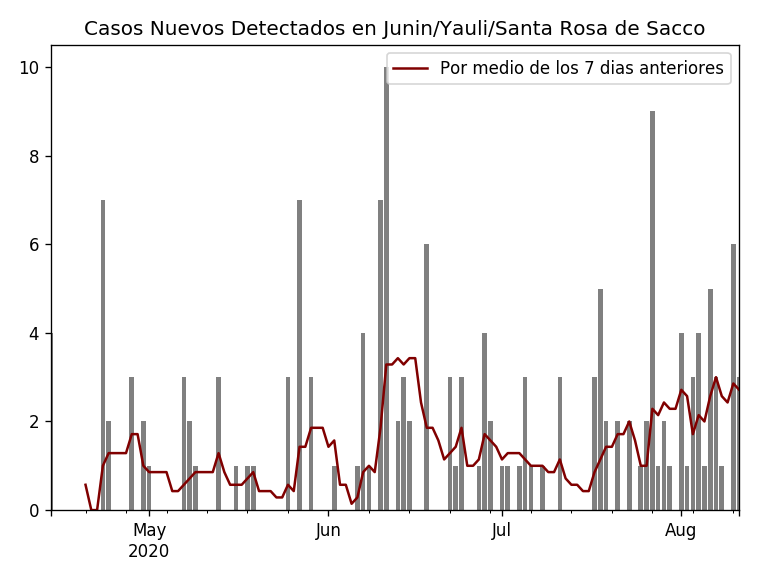 Casos Nuevos Detectados en Junin/Yauli/Santa Rosa de Sacco
Por medio de los 7 dias anteriores
10
8
6
4
2
0
May
2020
Jun
Jul
Aug